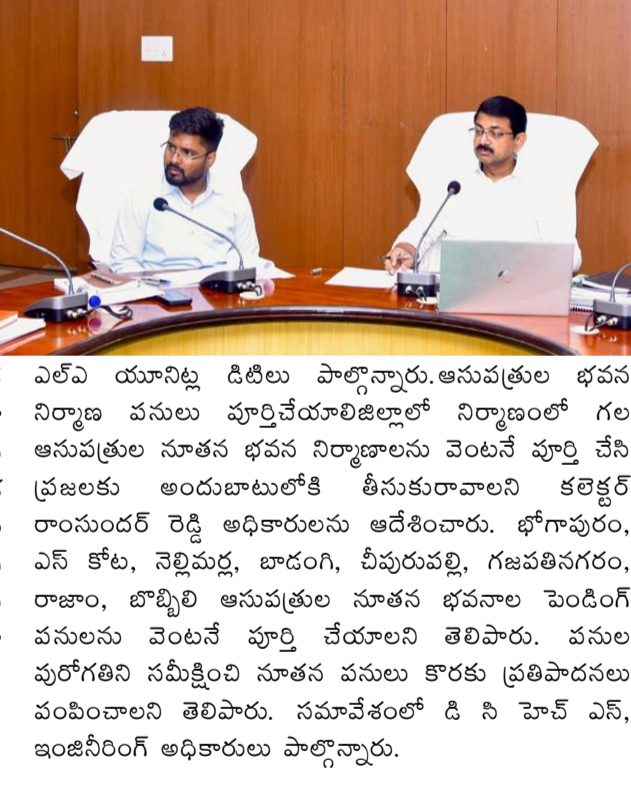 ఎల్ఏ యూనిట్ల డిటిలు పాల్గొన్నారు.ఆసుపత్రుల భవన
నిర్మాణ పనులు పూర్తిచేయాలిజిల్లాలో నిర్మాణంలో గల
ఆసుపత్రుల నూతన భవన నిర్మాణాలను వెంటనే పూర్తి చేసి
ప్రజలకు అందుబాటులోకి తీసుకురావాలని కలెక్టర్
రాంసుందర్ రెడ్డి అధికారులను ఆదేశించారు. భోగాపురం,
ఎస్ కోట, నెల్లిమర్ల, బాడంగి, చీపురుపల్లి, గజపతినగరం,
రాజాం, బొబ్బిలి ఆసుపత్రుల నూతన భవనాల పెండింగ్
పనులను వెంటనే పూర్తి చేయాలని తెలిపారు. పనుల
పురోగతిని సమీక్షించి నూతన పనులు కొరకు ప్రతిపాదనలు
పంపించాలని తెలిపారు. సమావేశంలో డి సి హెచ్ ఎస్,
ఇంజినీరింగ్ అధికారులు పాల్గొన్నారు.